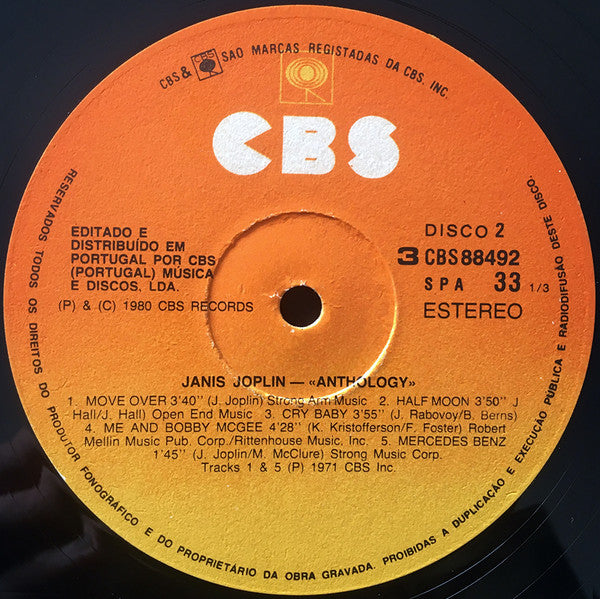 CBS & CBS SAO MARCAS REGISTADAS DA CBS. INC.
CBS
EDITADO E
DISTRIBUÍDO EM
PORTUGAL POR CBS
(PORTUGAL) MÚSICA
E DISCOS, LDA.
(P) & (C) 1980 CBS RECORDS
DISCO 2
3 CBS 88492
SPA 33 1/3
ESTEREO
JANIS JOPLIN — «ANTHOLOGY»
1. MOVE OVER 3'40'' (J. Joplin) Strong Arm Music 2. HALF MOON 3'50'' J
Hall/J. Hall) Open End Music 3. CRY BABY 3'55'' (J. Rabovoy/B. Berns)
4. ME AND BOBBY MCGEE 4'28'' (K. Kristofferson/F. Foster) Robert
Mellin Music Pub. Corp./Rittenhouse Music, Inc. 5. MERCEDES BENZ
1'45'' (J. Joplin/M. McClure) Strong Music Corp.
Tracks 1 & 5 (P) 1971 CBS Inc.
RESERVADOS TODOS OS DIREITOS DO PRODUTOR FONOGRÁFICO E DO PROPRIETÁRIO DA OBRA GRAVADA. PROIBIDAS A DUPLICAÇÃO E EXECUÇÃO PÚBLICA E RADIODIFUSÃO DESTE DISCO.